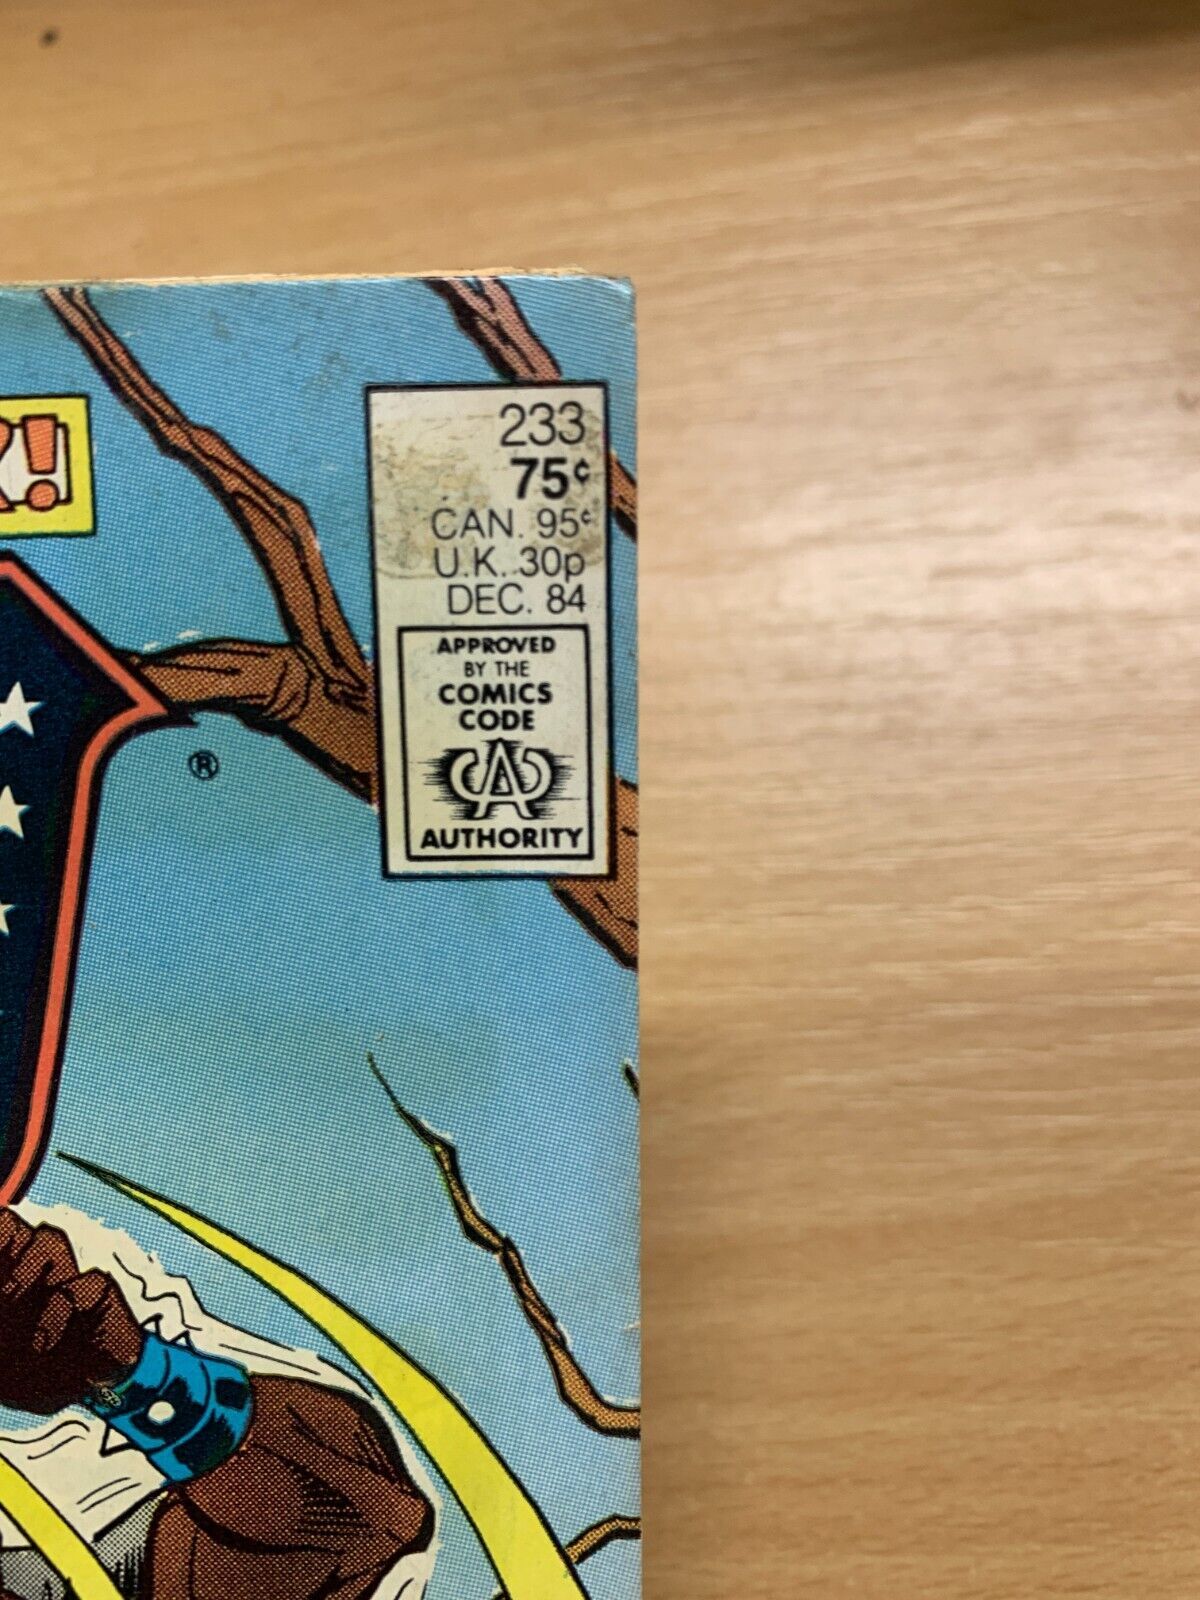 R!
233
75¢
CAN. 95¢
U.K. 30p
DEC. 84
®
APPROVED
BY THE
COMICS
CODE
CA
AUTHORITY